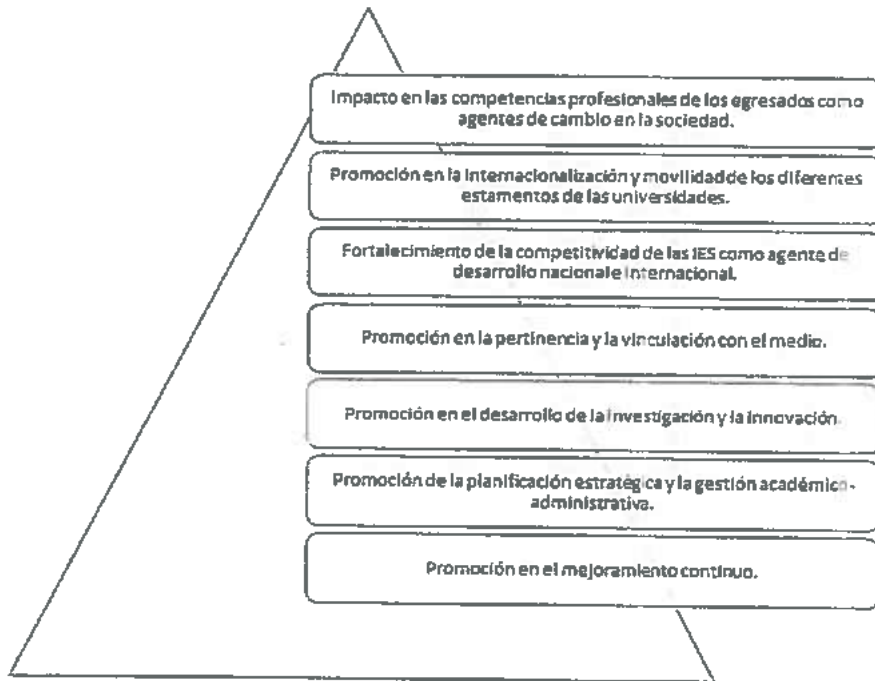 Impacto en las competencias profesionales de los egresados como
agentes de cambio en la sociedad.
Promoción en la internacionalización y movilidad de los diferentes
estamentos de las universidades.
Fortalecimiento de la competitividad de las IES como agente de
desarrollo nacional e internacional.
Promoción en la pertinencia y la vinculación con el medio.
Promoción en el desarrollo de la investigación y la innovación.
Promoción de la planificación estratégica y la gestión académico-
administrativa.
Promoción en el mejoramiento continuo.